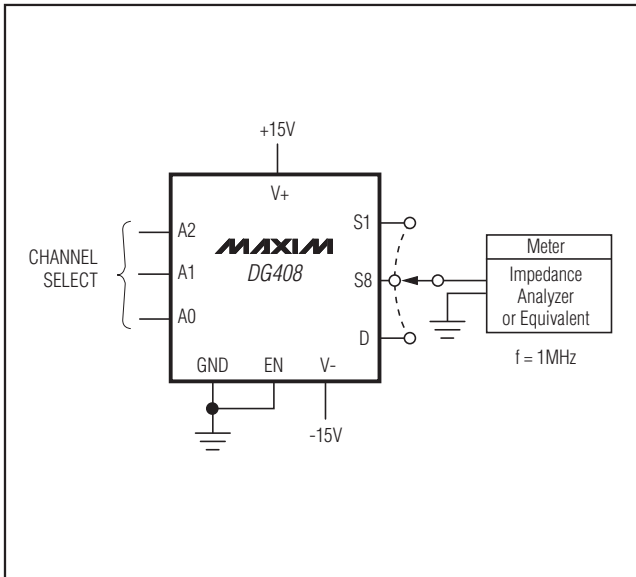 +15V
V+
A2
A1
A0
CHANNEL
SELECT
MAXIM
DG408
S1
S8
D
GND
EN
V-
-15V
Meter
Impedance
Analyzer
or Equivalent
f = 1MHz